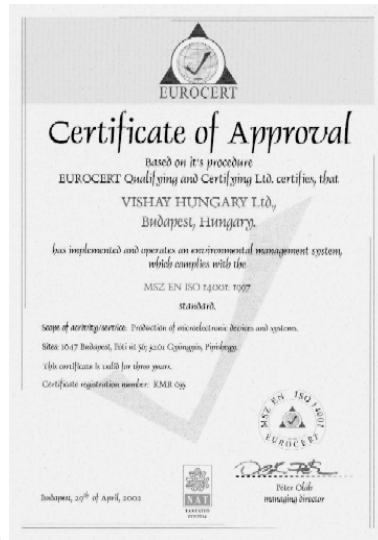 EUROCERT
Certificate of Approval
Based on it's procedure
EUROCERT Qualifying and Certifying Ltd. certifies, that
VISHAY HUNGARY Ltd.,
Budapest, Hungary.
has implemented and operates an environmental management system,
which complies with the
MSZ EN ISO 14001: 1997
standard.
Scope of activity/service: Production of microelectronic devices and systems.
Sites: 1047 Budapest, Fóti út 56; 3201 Gyöngyös,
This certificate is valid for three years.
Certificate registration number: KMR 095
MSZ EN ISO 14001
EUROCERT
NAT
Péter Oláh
managing director
Budapest, 29th of April, 2002